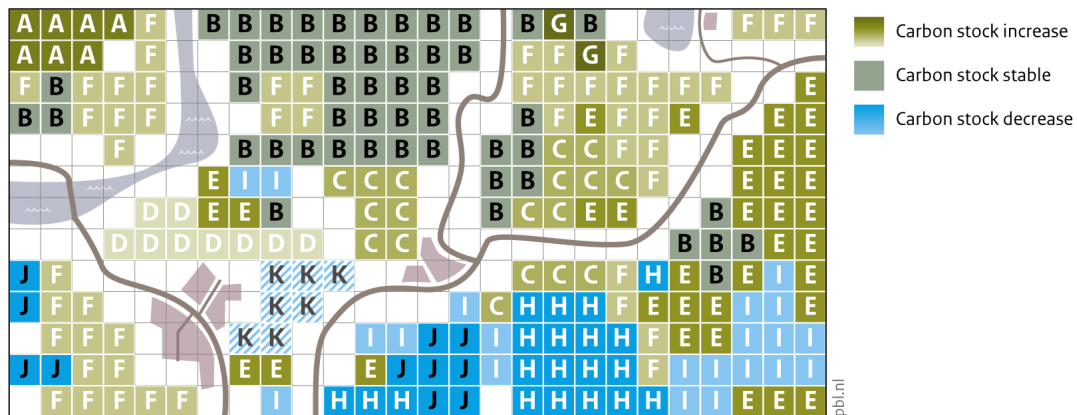 A A A A F B B B B B B B B B B G B F F F
A A A F B B B B B B B B F F G F
F B F F F B F F B B B B F F F F F F F E
B B F F F F F B B B B B F E F F E E E
F B B B B B B B B B C C F F E E E
E I I C C C B B C C C F E E E
D D E E B C C B C C E E B E E E
D D D D D D D C C B B B E E
J F K K K C C C F H E B E I E
J F F K K I C H H H F E E E I I E
F F F K K I I J J I H H H H F E E I I I
J J F F E E E J J J I H H H H F I I I I I
F F F F F I H H H J J H H H H H I I E E E
Carbon stock increase
Carbon stock stable
Carbon stock decrease
pbl.nl